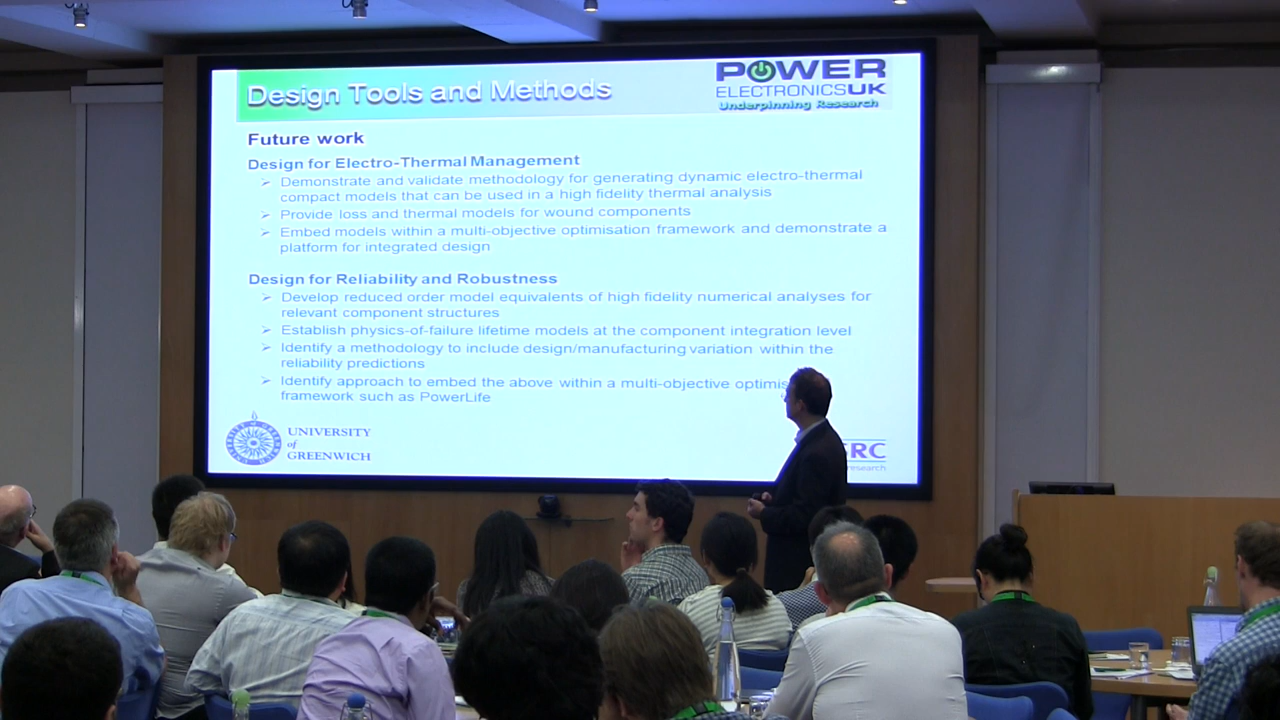 Design Tools and Methods
POWER
ELECTRONICSUK
Underpinning Research
Future work
Design for Electro-Thermal Management
➢ Demonstrate and validate methodology for generating dynamic electro-thermal
compact models that can be used in a high fidelity thermal analysis
➢ Provide loss and thermal models for wound components
➢ Embed models within a multi-objective optimisation framework and demonstrate a
platform for integrated design
Design for Reliability and Robustness
➢ Develop reduced order model equivalents of high fidelity numerical analyses for
relevant component structures
➢ Establish physics-of-failure lifetime models at the component integration level
➢ Identify a methodology to include design/manufacturing variation within the
reliability predictions
➢ Identify approach to embed the above within a multi-objective optimis
framework such as PowerLife
UNIVERSITY
of
GREENWICH
RC
research